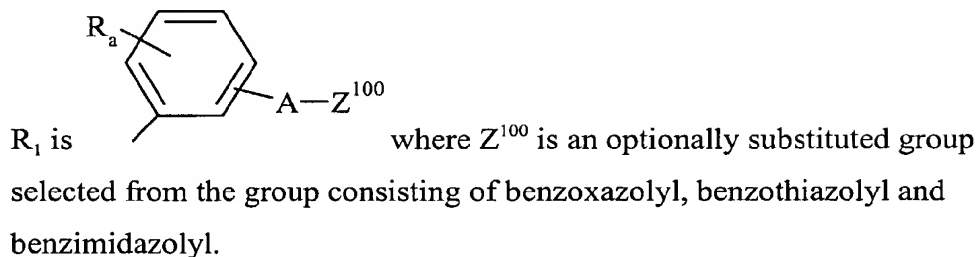 Rₐ
A—Z¹⁰⁰
R₁ is where Z¹⁰⁰ is an optionally substituted group
selected from the group consisting of benzoxazolyl, benzothiazolyl and
benzimidazolyl.